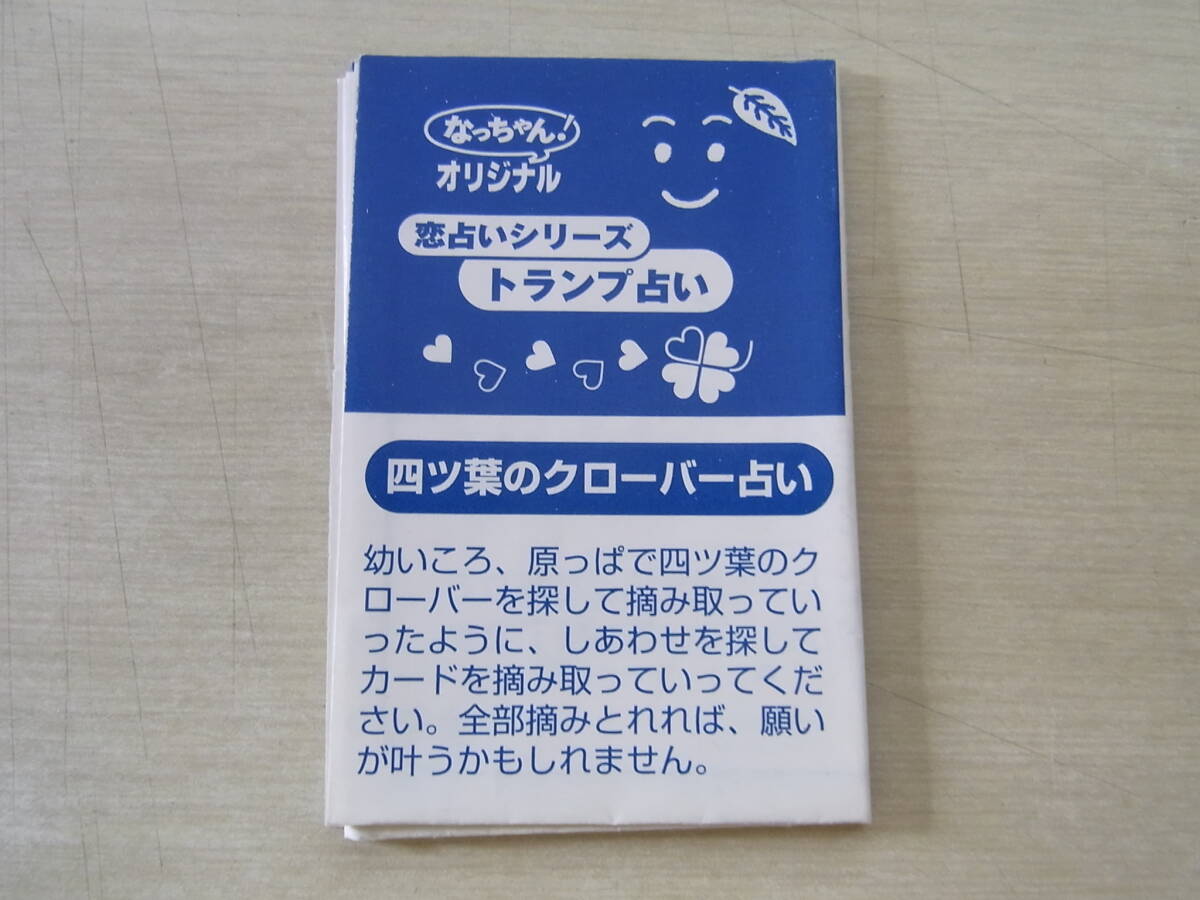 なっちゃん!
オリジナル
恋占いシリーズ
トランプ占い
四ツ葉のクローバー占い
幼いころ、原っぱで四ツ葉のク
ローバーを探して摘み取ってい
ったように、しあわせを探して
カードを摘み取っていってくだ
さい。全部摘みとれれば、願い
が叶うかもしれません。